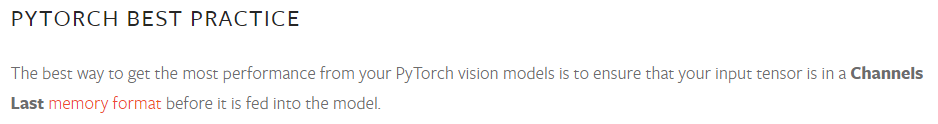 PYTORCH BEST PRACTICE
The best way to get the most performance from your PyTorch vision models is to ensure that your input tensor is in a Channels
Last memory format before it is fed into the model.